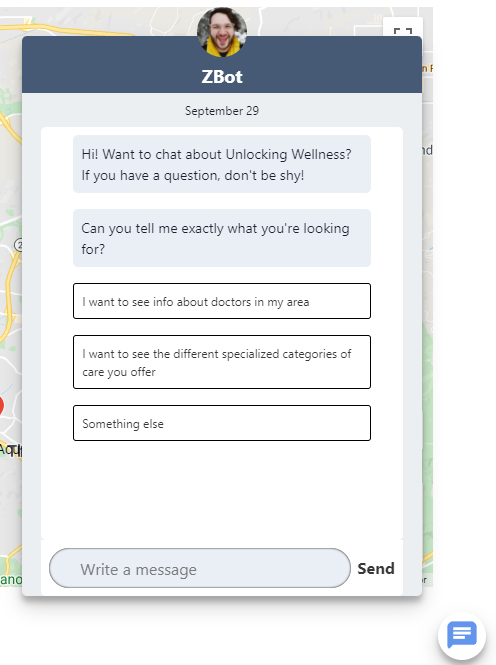 ZBot
September 29
Hi! Want to chat about Unlocking Wellness?
If you have a question, don't be shy!
Can you tell me exactly what you're looking
for?
I want to see info about doctors in my area
I want to see the different specialized categories of
care you offer
Something else
Write a message
Send